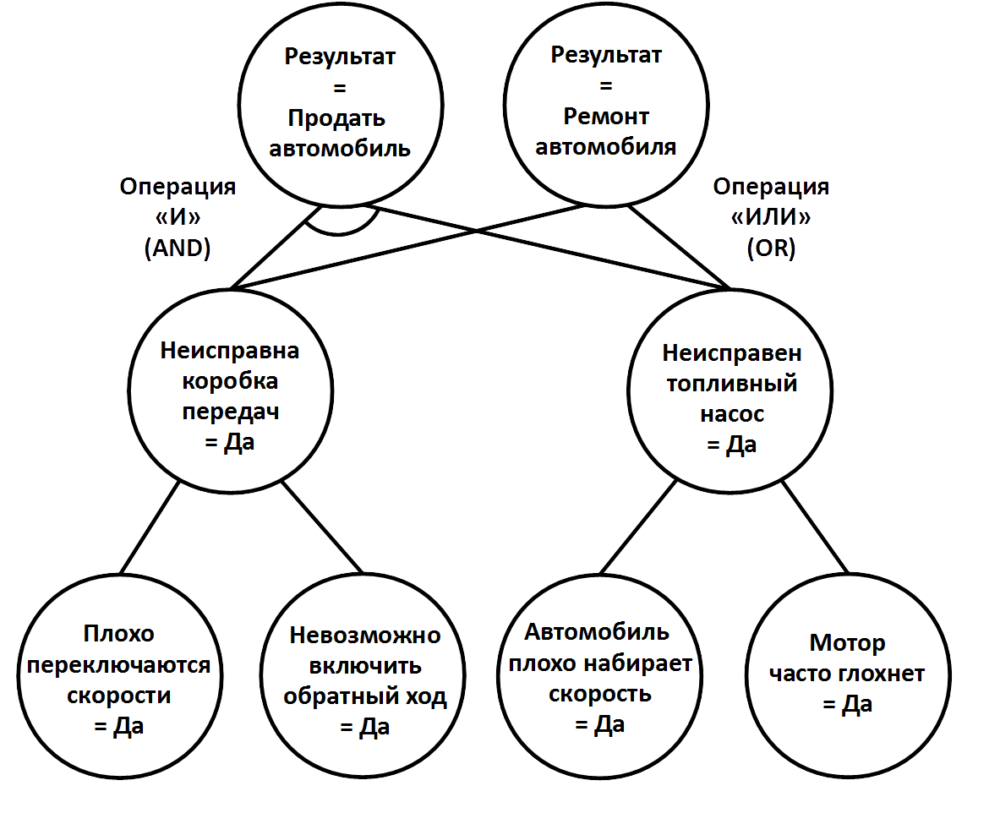 Результат
=
Продать
автомобиль
Результат
=
Ремонт
автомобиля
Операция
«И»
(AND)
Операция
«ИЛИ»
(OR)
Неисправна
коробка
передач
= Да
Неисправен
топливный
насос
= Да
Плохо
переключаются
скорости
= Да
Невозможно
включить
обратный ход
= Да
Автомобиль
плохо набирает
скорость
= Да
Мотор
часто глохнет
= Да